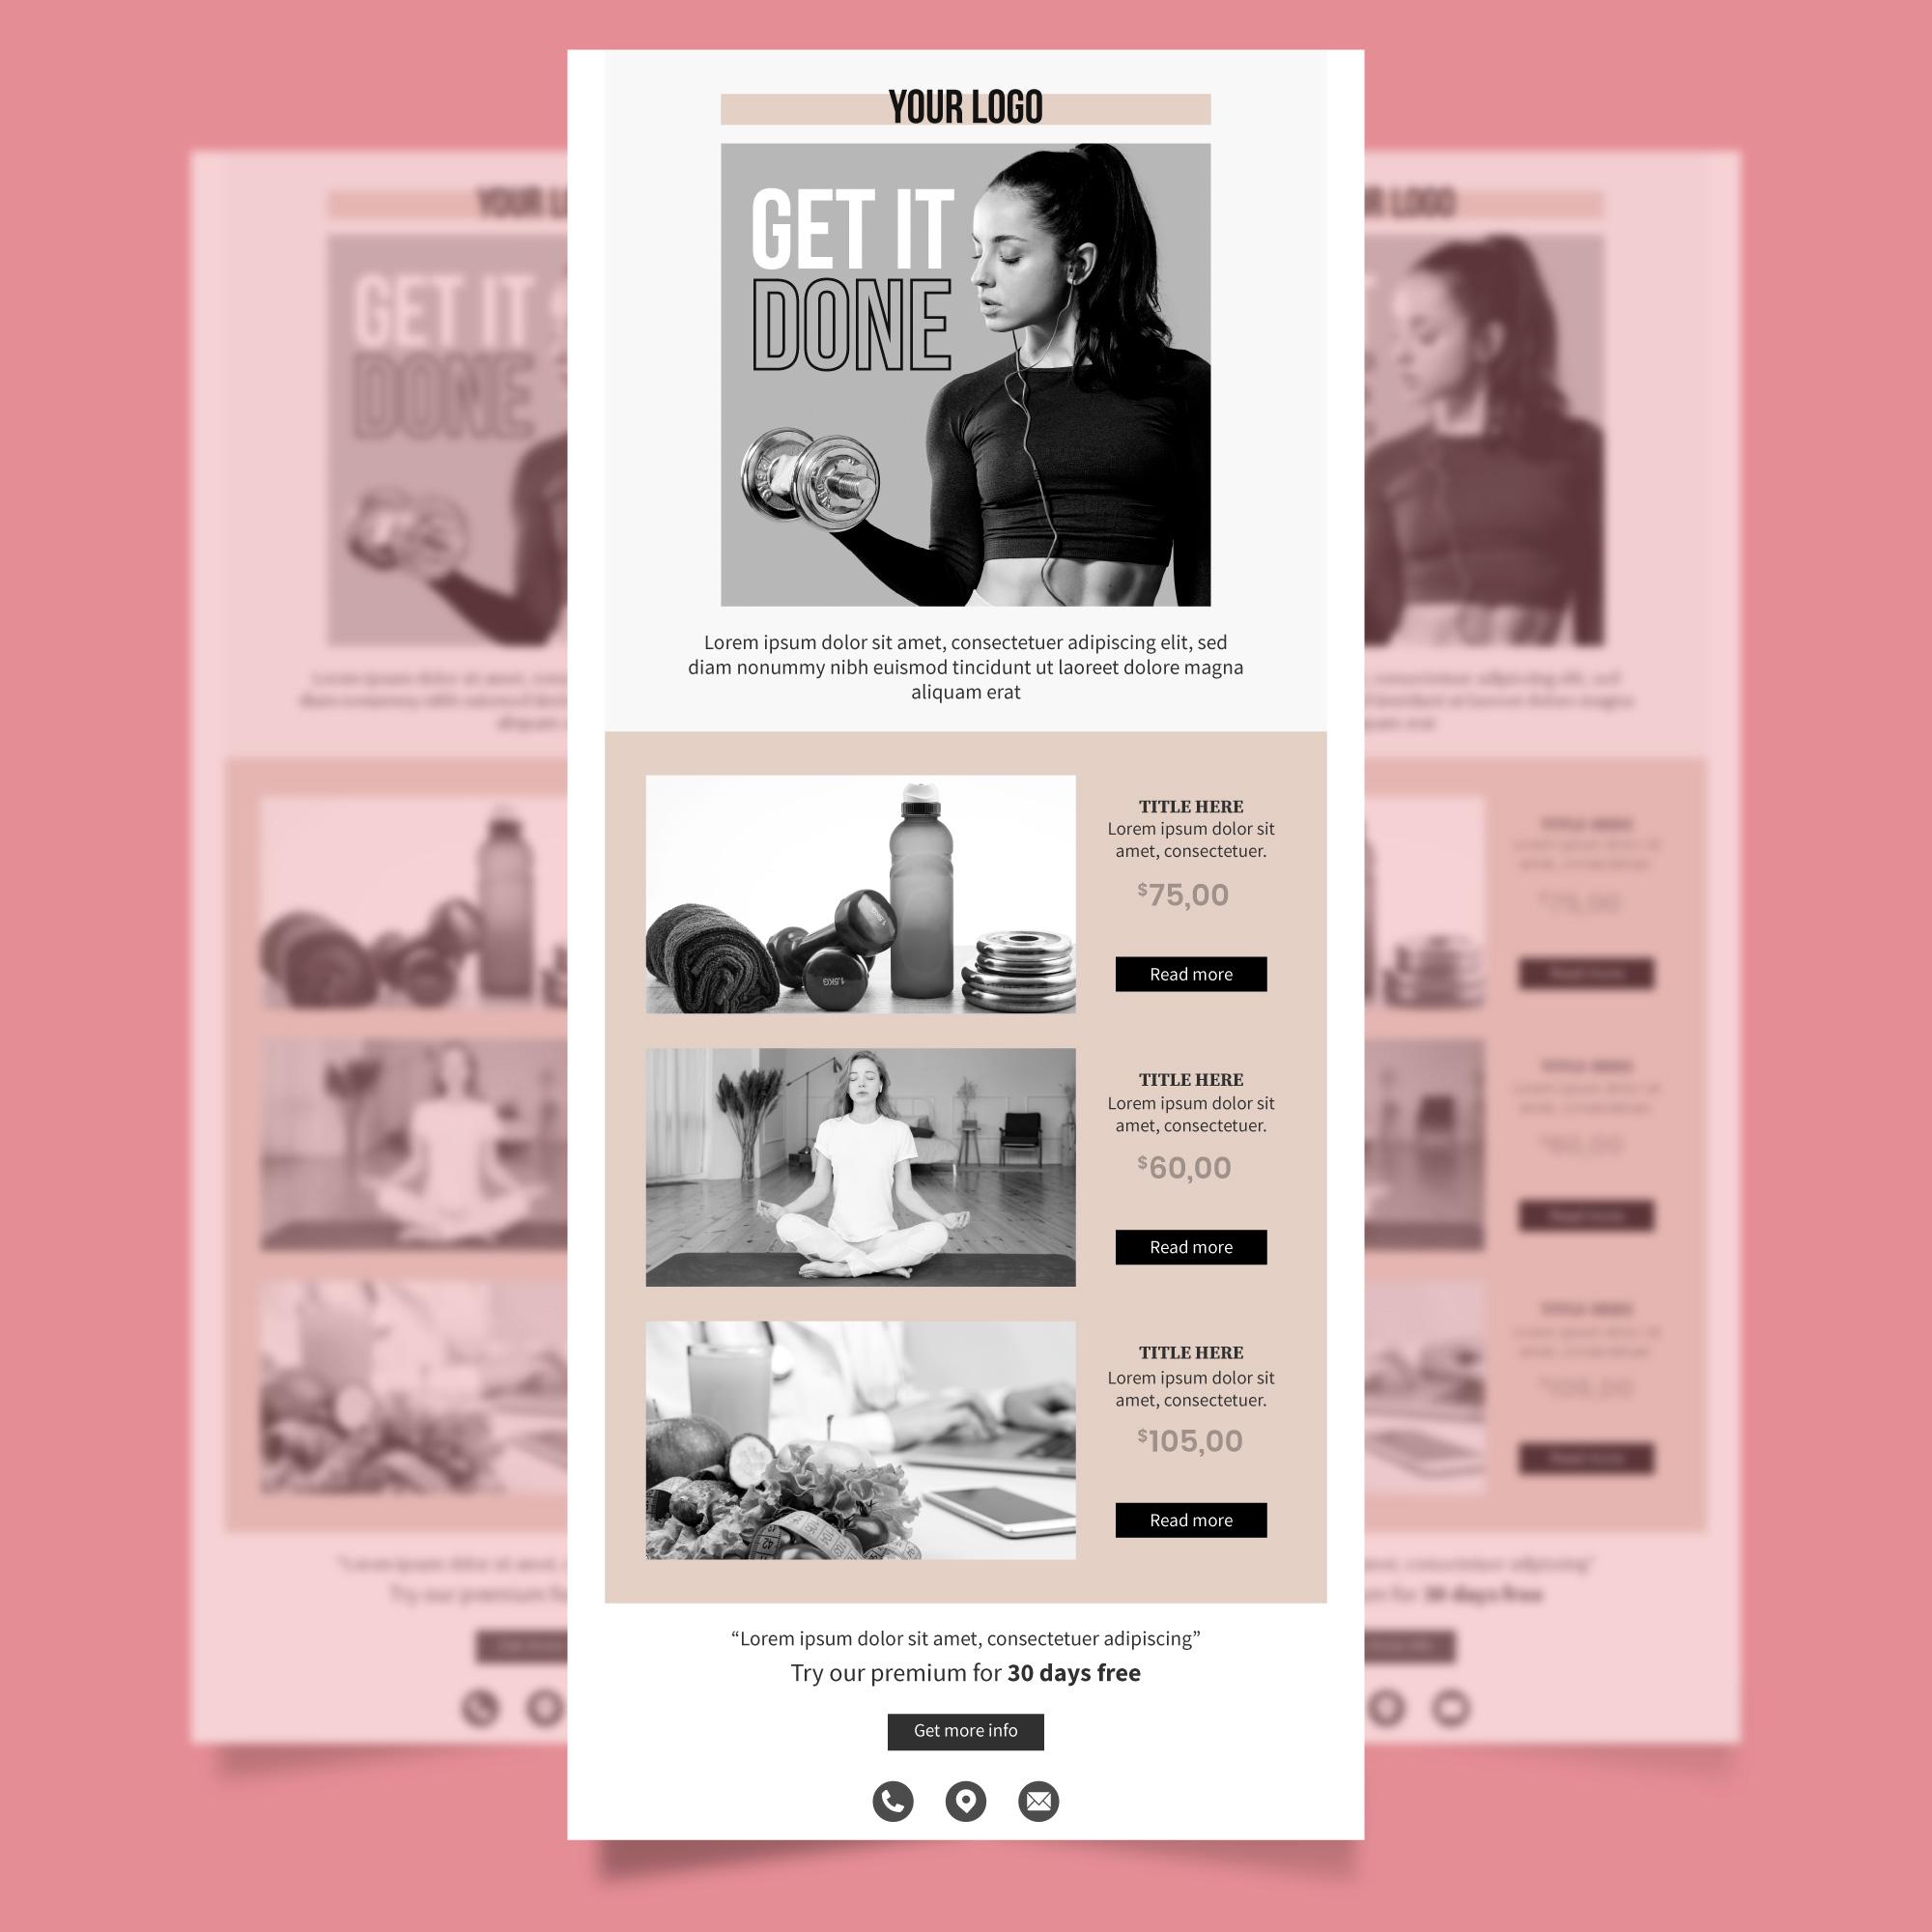 YOUR LOGO
GET IT
DONE
Lorem ipsum dolor sit amet, consectetuer adipiscing elit, sed
diam nonummy nibh euismod tincidunt ut laoreet dolore magna
aliquam erat
TITLE HERE
Lorem ipsum dolor sit
amet, consectetuer.
$75,00
Read more
1.5KG
TITLE HERE
Lorem ipsum dolor sit
amet, consectetuer.
$60,00
Read more
TITLE HERE
Lorem ipsum dolor sit
amet, consectetuer.
$105,00
Read more
“Lorem ipsum dolor sit amet, consectetuer adipiscing”
Try our premium for 30 days free
Get more info